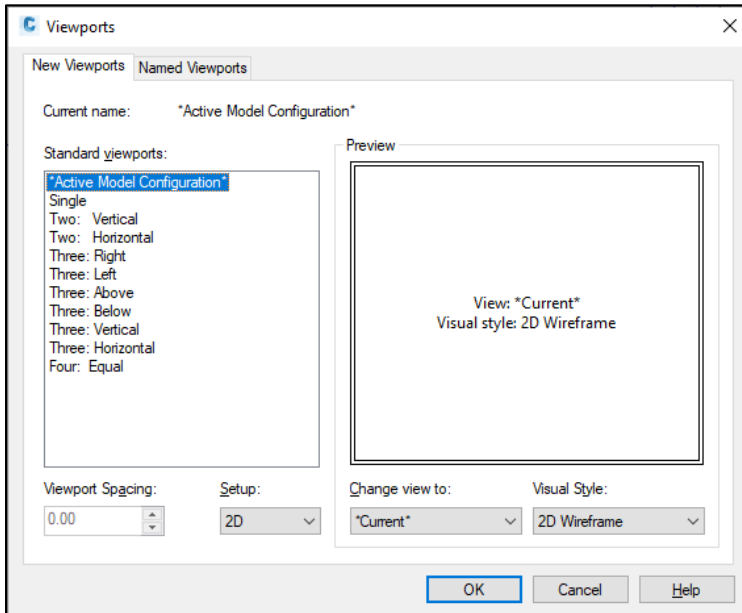 C Viewports
New Viewports Named Viewports
Current name: *Active Model Configuration*
Standard viewports:
Preview
*Active Model Configuration*
Single
Two: Vertical
Two: Horizontal
Three: Right
Three: Left
Three: Above
Three: Below
Three: Vertical
Three: Horizontal
Four: Equal
View: *Current*
Visual style: 2D Wireframe
Viewport Spacing: Setup: Change view to: Visual Style:
0.00 2D *Current* 2D Wireframe
OK Cancel Help